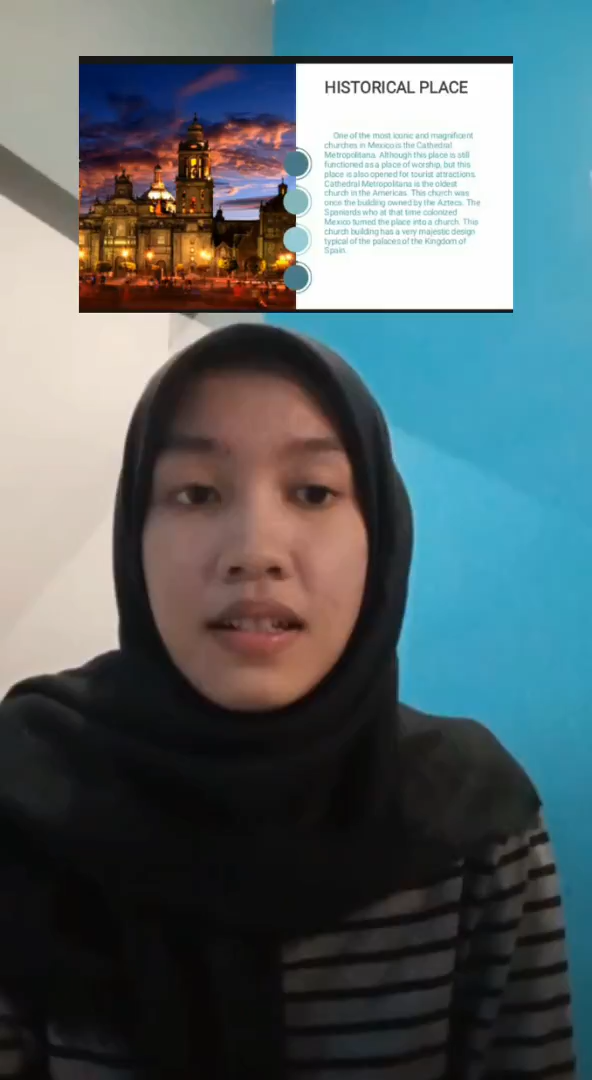 HISTORICAL PLACE
One of the most iconic and magnificent
churches in Mexico is the Cathedral
Metropolitana. Although this place is still
functioned as a place of worship, but this
place is also opened for tourist attractions.
Cathedral Metropolitana is the oldest
church in the Americas. This church was
once the building owned by the Aztecs. The
Spaniards who at that time colonized
Mexico turned the place into a church. This
church building has a very majestic design
typical of the palaces of the Kingdom of
Spain.